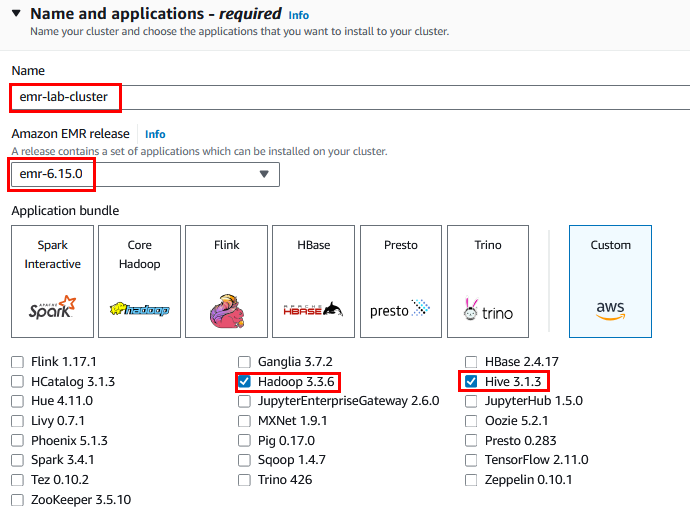 ▼ Name and applications - required Info
Name your cluster and choose the applications that you want to install to your cluster.
Name
emr-lab-cluster
Amazon EMR release Info
A release contains a set of applications which can be installed on your cluster.
emr-6.15.0
Application bundle
Spark Interactive
APACHE Spark
Core Hadoop
hadoop
Flink
HBase
APACHE HBASE
Presto
presto
Trino
trino
Custom
aws
Flink 1.17.1 Ganglia 3.7.2 HBase 2.4.17
HCatalog 3.1.3 Hadoop 3.3.6 Hive 3.1.3
Hue 4.11.0 JupyterEnterpriseGateway 2.6.0 JupyterHub 1.5.0
Livy 0.7.1 MXNet 1.9.1 Oozie 5.2.1
Phoenix 5.1.3 Pig 0.17.0 Presto 0.283
Spark 3.4.1 Sqoop 1.4.7 TensorFlow 2.11.0
Tez 0.10.2 Trino 426 Zeppelin 0.10.1
ZooKeeper 3.5.10